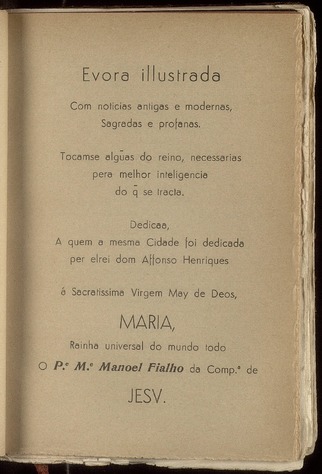 Evora illustrada
Com noticias antigas e modernas,
Sagradas e profanas.
Tocamse algũas do reino, necessarias
pera melhor inteligencia
do q̃ se tracta.
Dedicaa,
A quem a mesma Cidade foi dedicada
per elrei dom Affonso Henriques
á Sacratissima Virgem May de Deos,
MARIA,
Rainha universal do mundo todo
O P.ᵉ M.ᵉ Manoel Fialho da Comp.ª de
JESV.